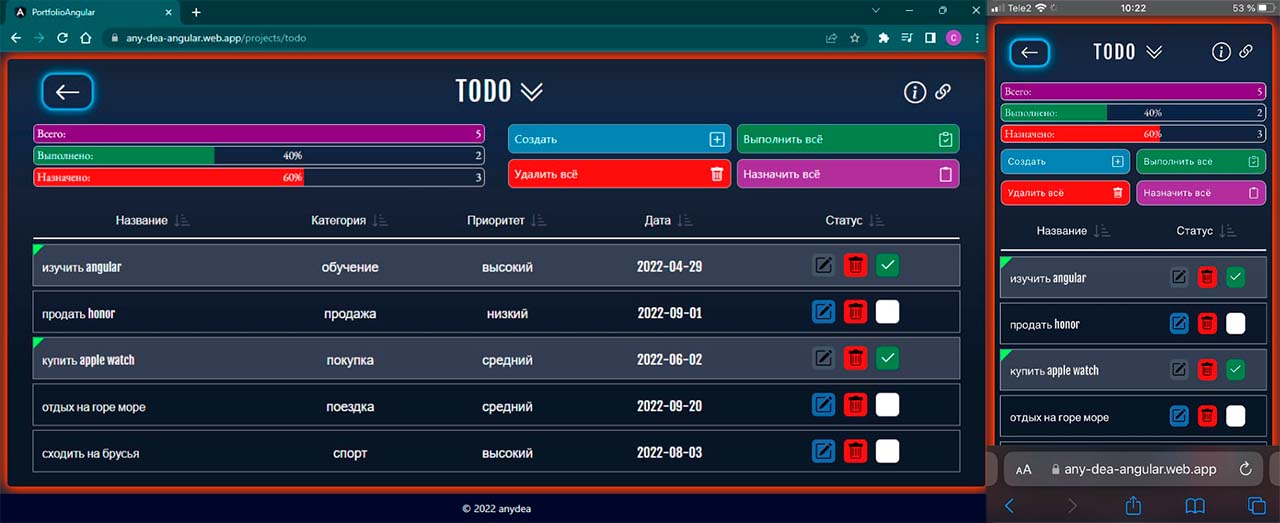 PortfolioAngular
any-dea-angular.web.app/projects/todo
C
TODO
Всего: 5
Выполнено: 40% 2
Назначено: 60% 3
Создать
Выполнить всё
Удалить всё
Назначить всё
Название Категория Приоритет Дата Статус
изучить angular обучение высокий 2022-04-29
продать honor продажа низкий 2022-09-01
купить apple watch покупка средний 2022-06-02
отдых на горе море поездка средний 2022-09-20
сходить на брусья спорт высокий 2022-08-03
© 2022 anydea
Tele2 10:22 53 %
TODO
Всего: 5
Выполнено: 40% 2
Назначено: 60% 3
Создать
Выполнить всё
Удалить всё
Назначить всё
Название Статус
изучить angular
продать honor
купить apple watch
отдых на горе море
AA any-dea-angular.web.app